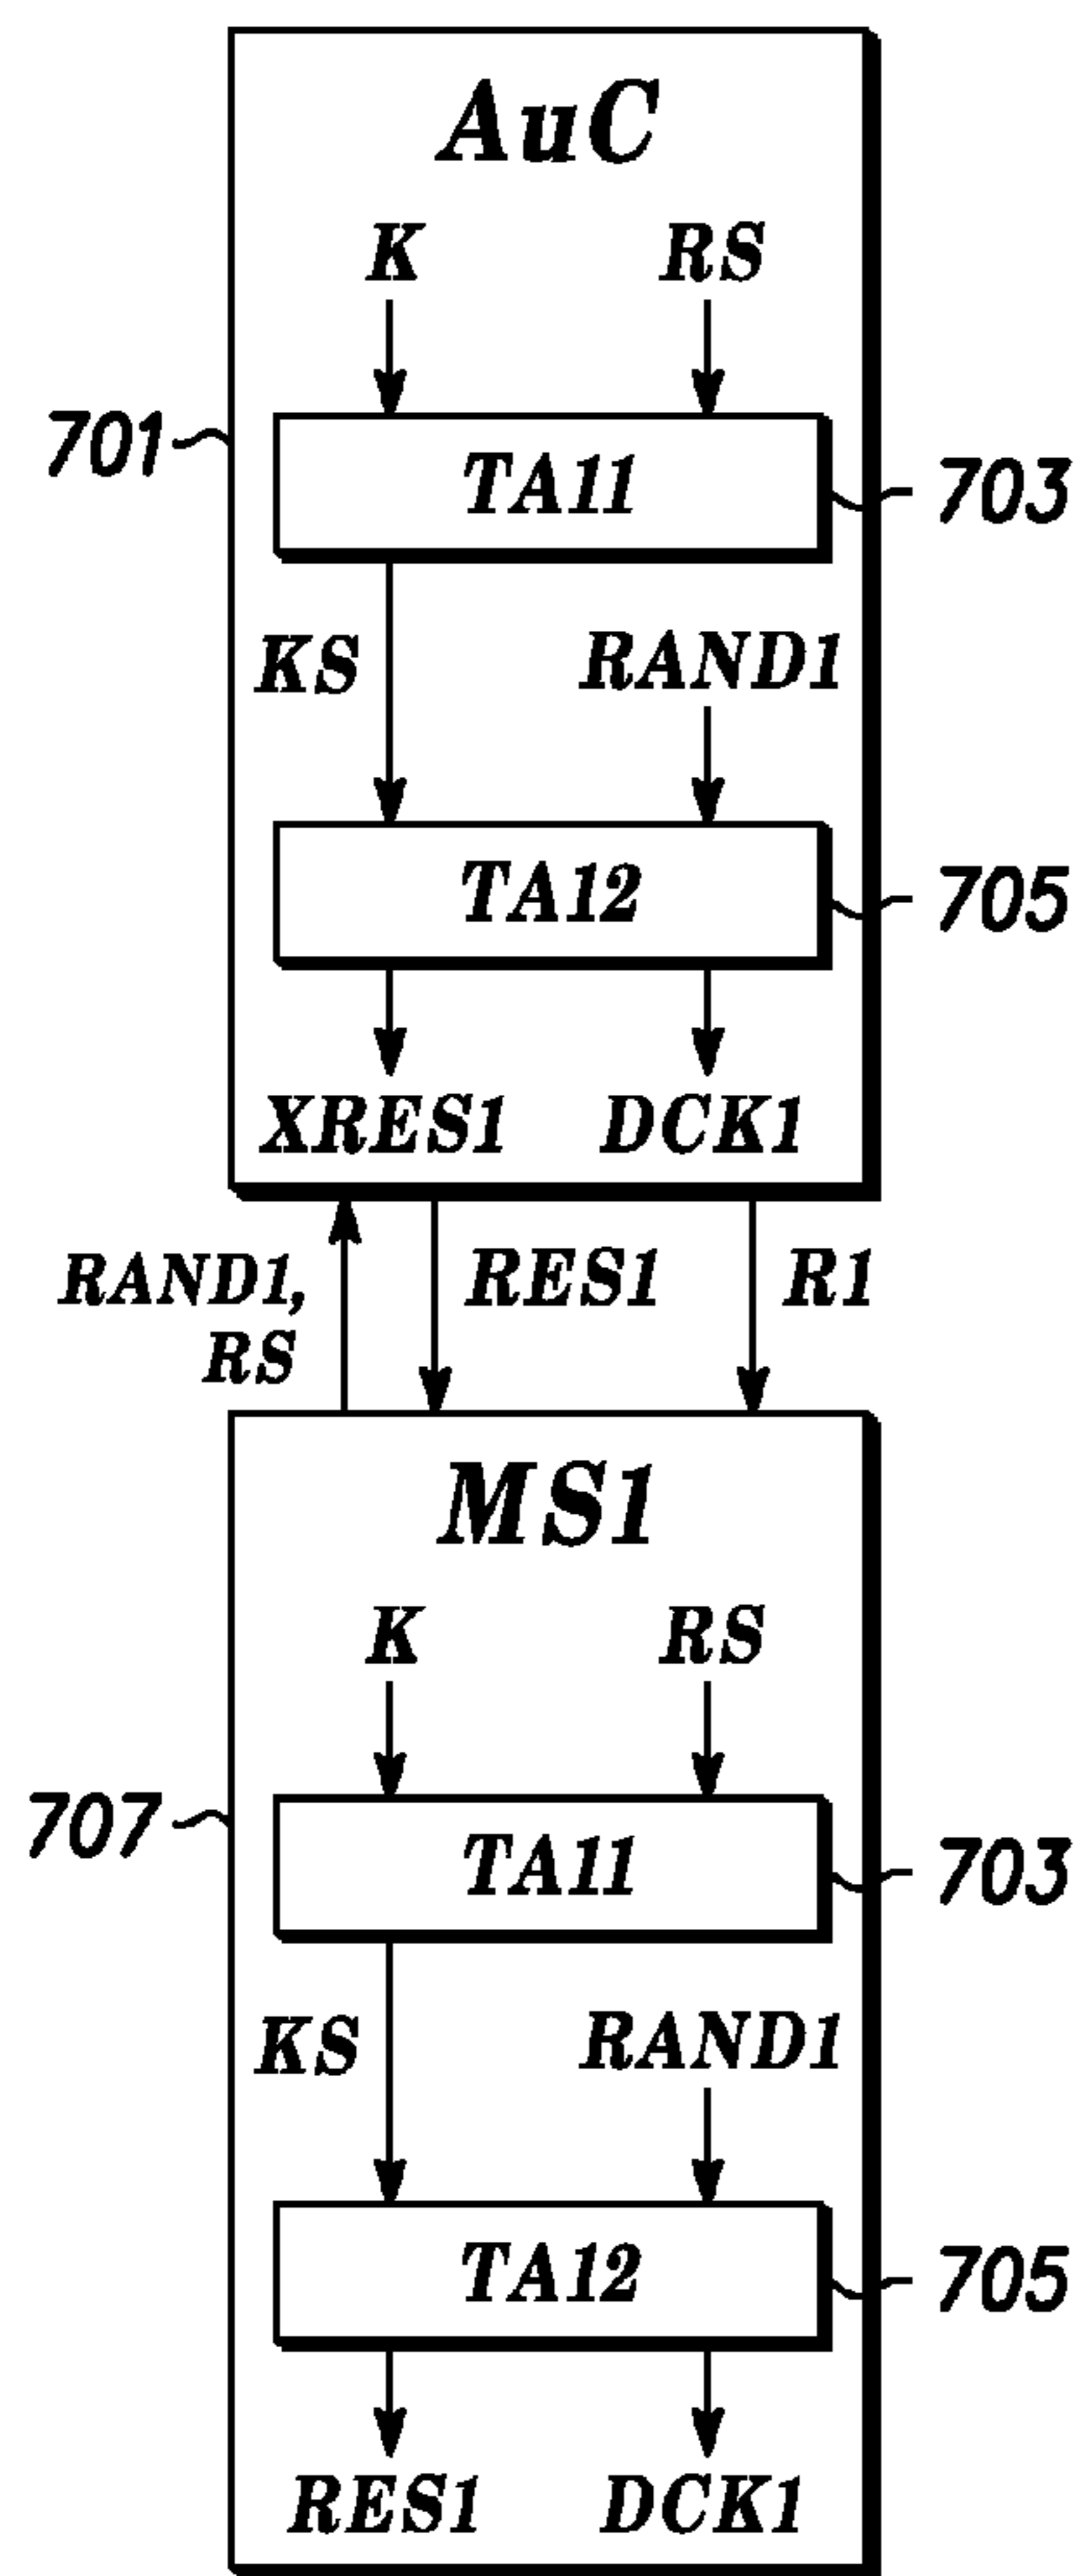 AuC
K RS
701
TA11
703
KS RAND1
TA12
705
XRES1 DCK1
RAND1,
RS
RES1
R1
MS1
K RS
707
TA11
703
KS RAND1
TA12
705
RES1 DCK1